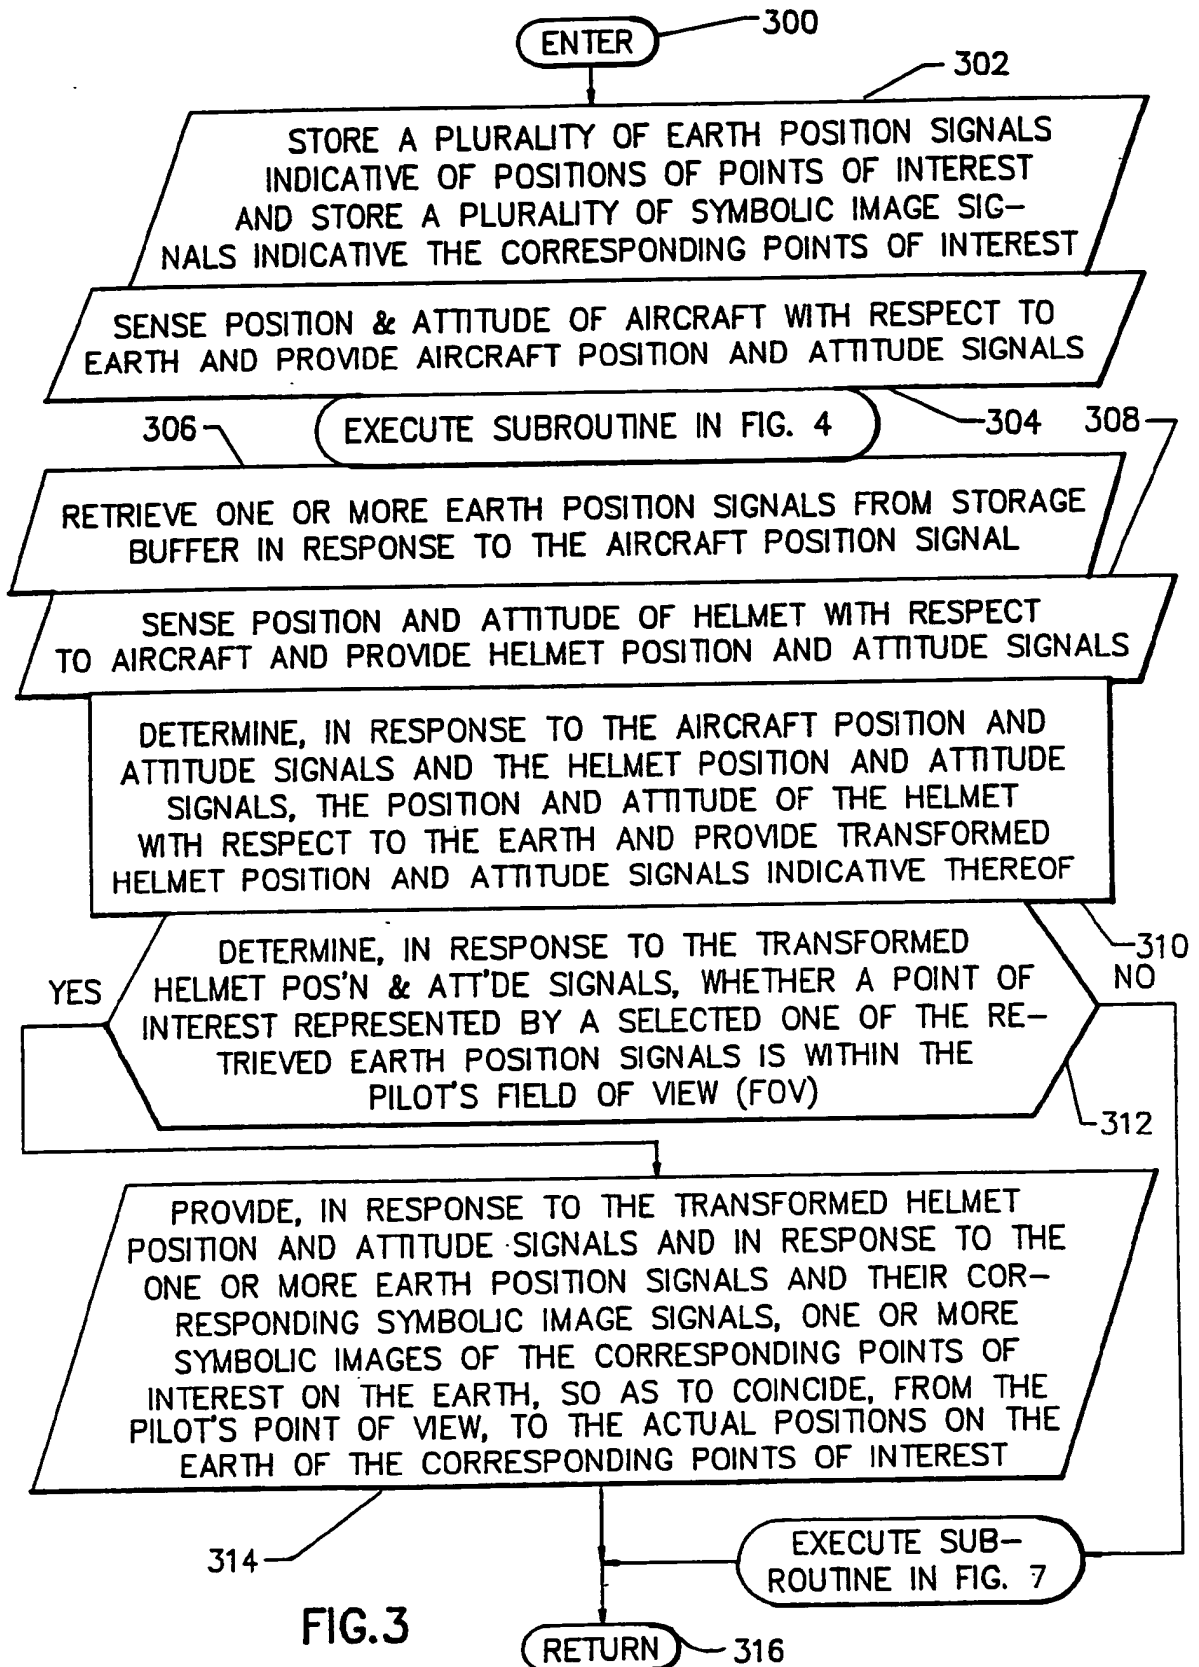 ENTER
300
302
STORE A PLURALITY OF EARTH POSITION SIGNALS
INDICATIVE OF POSITIONS OF POINTS OF INTEREST
AND STORE A PLURALITY OF SYMBOLIC IMAGE SIG-
NALS INDICATIVE THE CORRESPONDING POINTS OF INTEREST
SENSE POSITION & ATTITUDE OF AIRCRAFT WITH RESPECT TO
EARTH AND PROVIDE AIRCRAFT POSITION AND ATTITUDE SIGNALS
306
EXECUTE SUBROUTINE IN FIG. 4
304
308
RETRIEVE ONE OR MORE EARTH POSITION SIGNALS FROM STORAGE
BUFFER IN RESPONSE TO THE AIRCRAFT POSITION SIGNAL
SENSE POSITION AND ATTITUDE OF HELMET WITH RESPECT
TO AIRCRAFT AND PROVIDE HELMET POSITION AND ATTITUDE SIGNALS
DETERMINE, IN RESPONSE TO THE AIRCRAFT POSITION AND
ATTITUDE SIGNALS AND THE HELMET POSITION AND ATTITUDE
SIGNALS, THE POSITION AND ATTITUDE OF THE HELMET
WITH RESPECT TO THE EARTH AND PROVIDE TRANSFORMED
HELMET POSITION AND ATTITUDE SIGNALS INDICATIVE THEREOF
310
YES
NO
DETERMINE, IN RESPONSE TO THE TRANSFORMED
HELMET POS'N & ATT'DE SIGNALS, WHETHER A POINT OF
INTEREST REPRESENTED BY A SELECTED ONE OF THE RE-
TRIEVED EARTH POSITION SIGNALS IS WITHIN THE
PILOT'S FIELD OF VIEW (FOV)
312
PROVIDE, IN RESPONSE TO THE TRANSFORMED HELMET
POSITION AND ATTITUDE SIGNALS AND IN RESPONSE TO THE
ONE OR MORE EARTH POSITION SIGNALS AND THEIR COR-
RESPONDING SYMBOLIC IMAGE SIGNALS, ONE OR MORE
SYMBOLIC IMAGES OF THE CORRESPONDING POINTS OF
INTEREST ON THE EARTH, SO AS TO COINCIDE, FROM THE
PILOT'S POINT OF VIEW, TO THE ACTUAL POSITIONS ON THE
EARTH OF THE CORRESPONDING POINTS OF INTEREST
314
EXECUTE SUB-
ROUTINE IN FIG. 7
FIG.3
RETURN
316